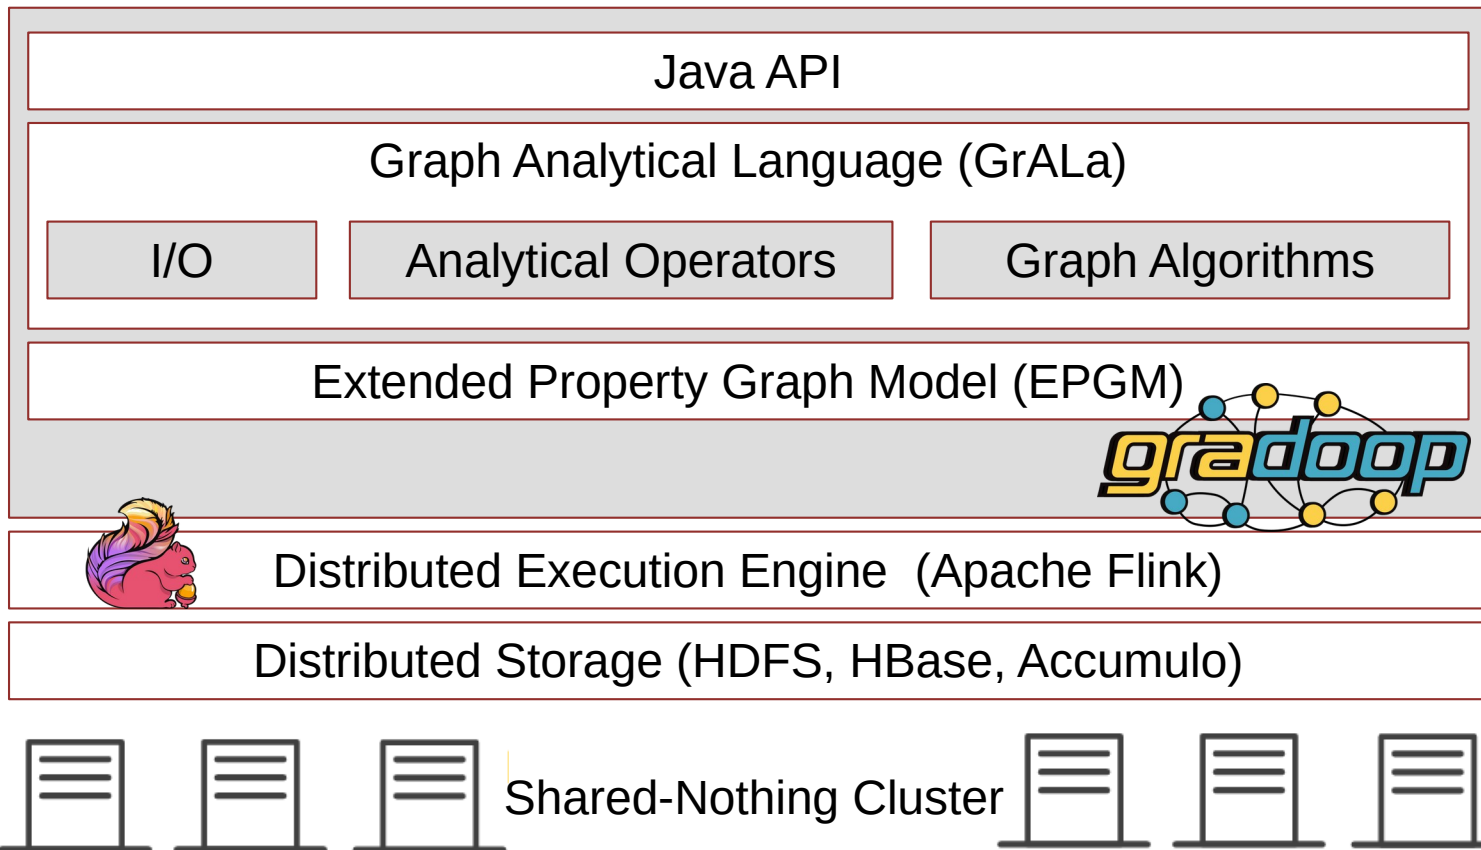 Java API
Graph Analytical Language (GrALa)
I/O
Analytical Operators
Graph Algorithms
Extended Property Graph Model (EPGM)
gradoop
Distributed Execution Engine (Apache Flink)
Distributed Storage (HDFS, HBase, Accumulo)
Shared-Nothing Cluster